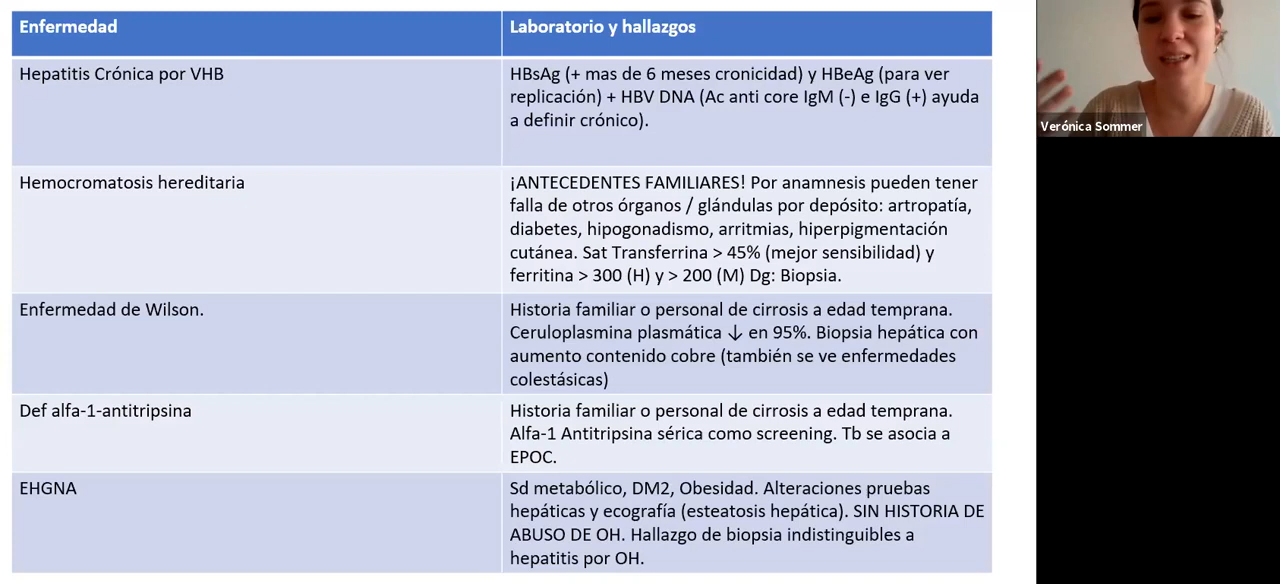 Enfermedad
Laboratorio y hallazgos
Hepatitis Crónica por VHB
HBsAg (+ mas de 6 meses cronicidad) y HBeAg (para ver
replicación) + HBV DNA (Ac anti core IgM (-) e IgG (+) ayuda
a definir crónico).
Hemocromatosis hereditaria
¡ANTECEDENTES FAMILIARES! Por anamnesis pueden tener
falla de otros órganos / glándulas por depósito: artropatía,
diabetes, hipogonadismo, arritmias, hiperpigmentación
cutánea. Sat Transferrina > 45% (mejor sensibilidad) y
ferritina > 300 (H) y > 200 (M) Dg: Biopsia.
Enfermedad de Wilson.
Historia familiar o personal de cirrosis a edad temprana.
Ceruloplasmina plasmática ↓ en 95%. Biopsia hepática con
aumento contenido cobre (también se ve enfermedades
colestásicas)
Def alfa-1-antitripsina
Historia familiar o personal de cirrosis a edad temprana.
Alfa-1 Antitripsina sérica como screening. Tb se asocia a
EPOC.
EHGNA
Sd metabólico, DM2, Obesidad. Alteraciones pruebas
hepáticas y ecografía (esteatosis hepática). SIN HISTORIA DE
ABUSO DE OH. Hallazgo de biopsia indistinguibles a
hepatitis por OH.
Verónica Sommer